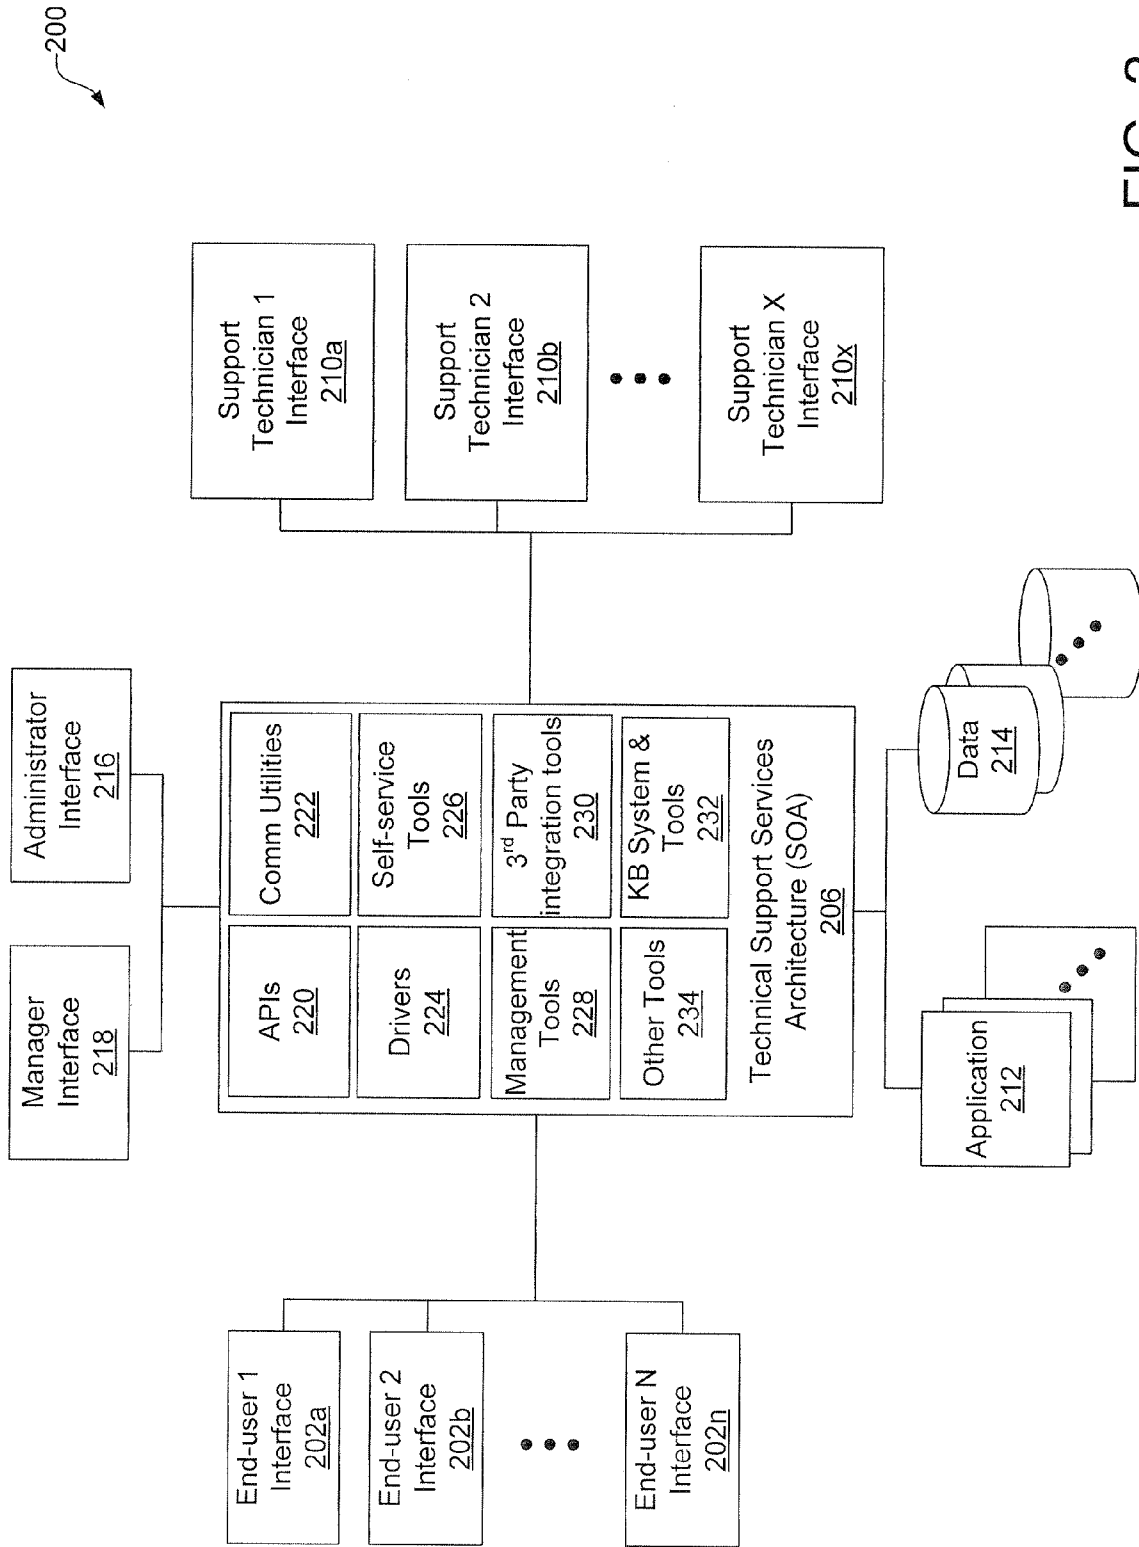 200
Manager
Interface
218
Administrator
Interface
216
End-user 1
Interface
202a
End-user 2
Interface
202b
End-user N
Interface
202n
APIs
220
Comm Utilities
222
Drivers
224
Self-service
Tools
226
Management
Tools
228
3rd Party
integration tools
230
Other Tools
234
KB System &
Tools
232
Technical Support Services
Architecture (SOA)
206
Support
Technician 1
Interface
210a
Support
Technician 2
Interface
210b
Support
Technician X
Interface
210x
Application
212
Data
214